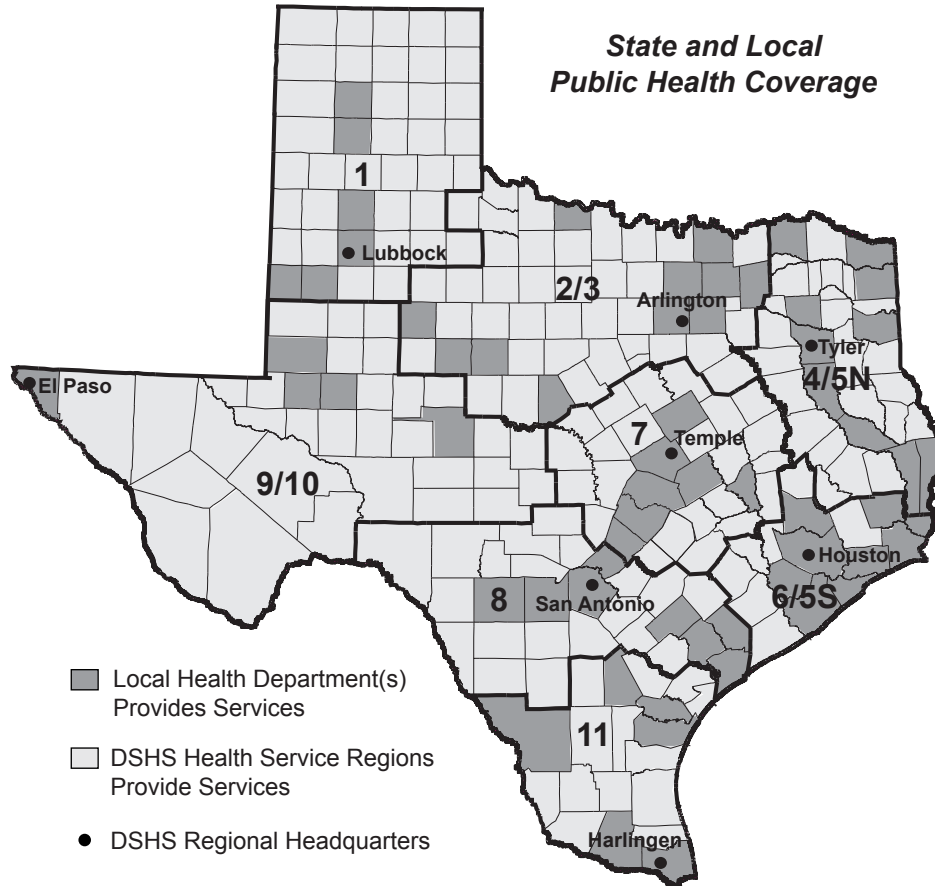 State and Local
Public Health Coverage
1
Lubbock
2/3
Arlington
Tyler
4/5N
El Paso
7
Temple
9/10
Houston
8
San Antonio
6/5S
Local Health Department(s)
Provides Services
11
DSHS Health Service Regions
Provide Services
Harlingen
DSHS Regional Headquarters